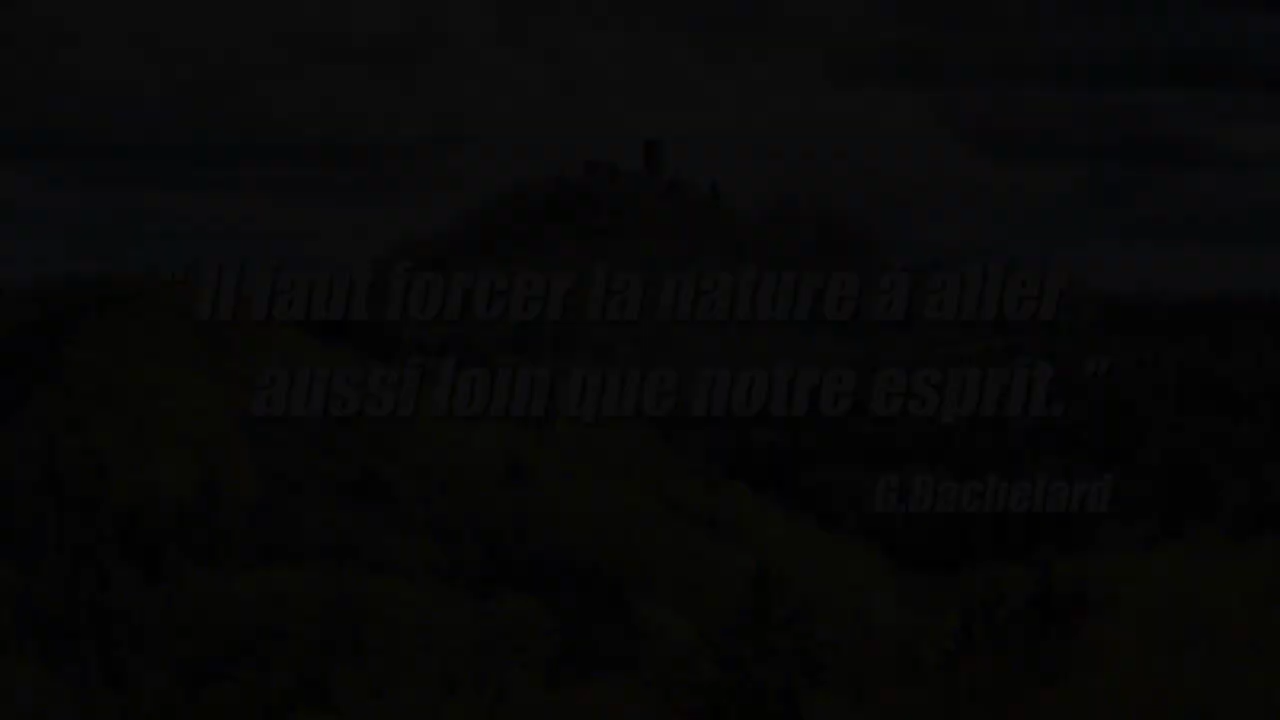 "Il faut forcer la nature à aller
aussi loin que notre esprit."
G.Bachelard